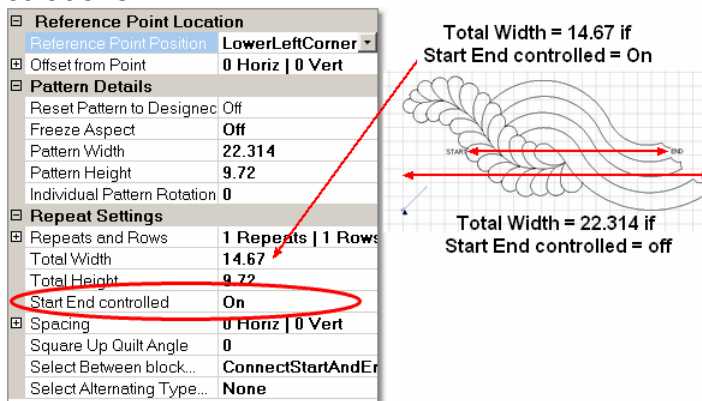 Reference Point Location
Reference Point Position LowerLeftCorner
Offset from Point 0 Horiz | 0 Vert
Pattern Details
Reset Pattern to Designec Off
Freeze Aspect Off
Pattern Width 22.314
Pattern Height 9.72
Individual Pattern Rotation 0
Repeat Settings
Repeats and Rows 1 Repeats | 1 Rows
Total Width 14.67
Total Height 9.72
Start End controlled On
Spacing 0 Horiz | 0 Vert
Square Up Quilt Angle 0
Select Between block... ConnectStartAndEr
Select Alternating Type... None
Total Width = 14.67 if
Start End controlled = On
START
END
Total Width = 22.314 if
Start End controlled = off